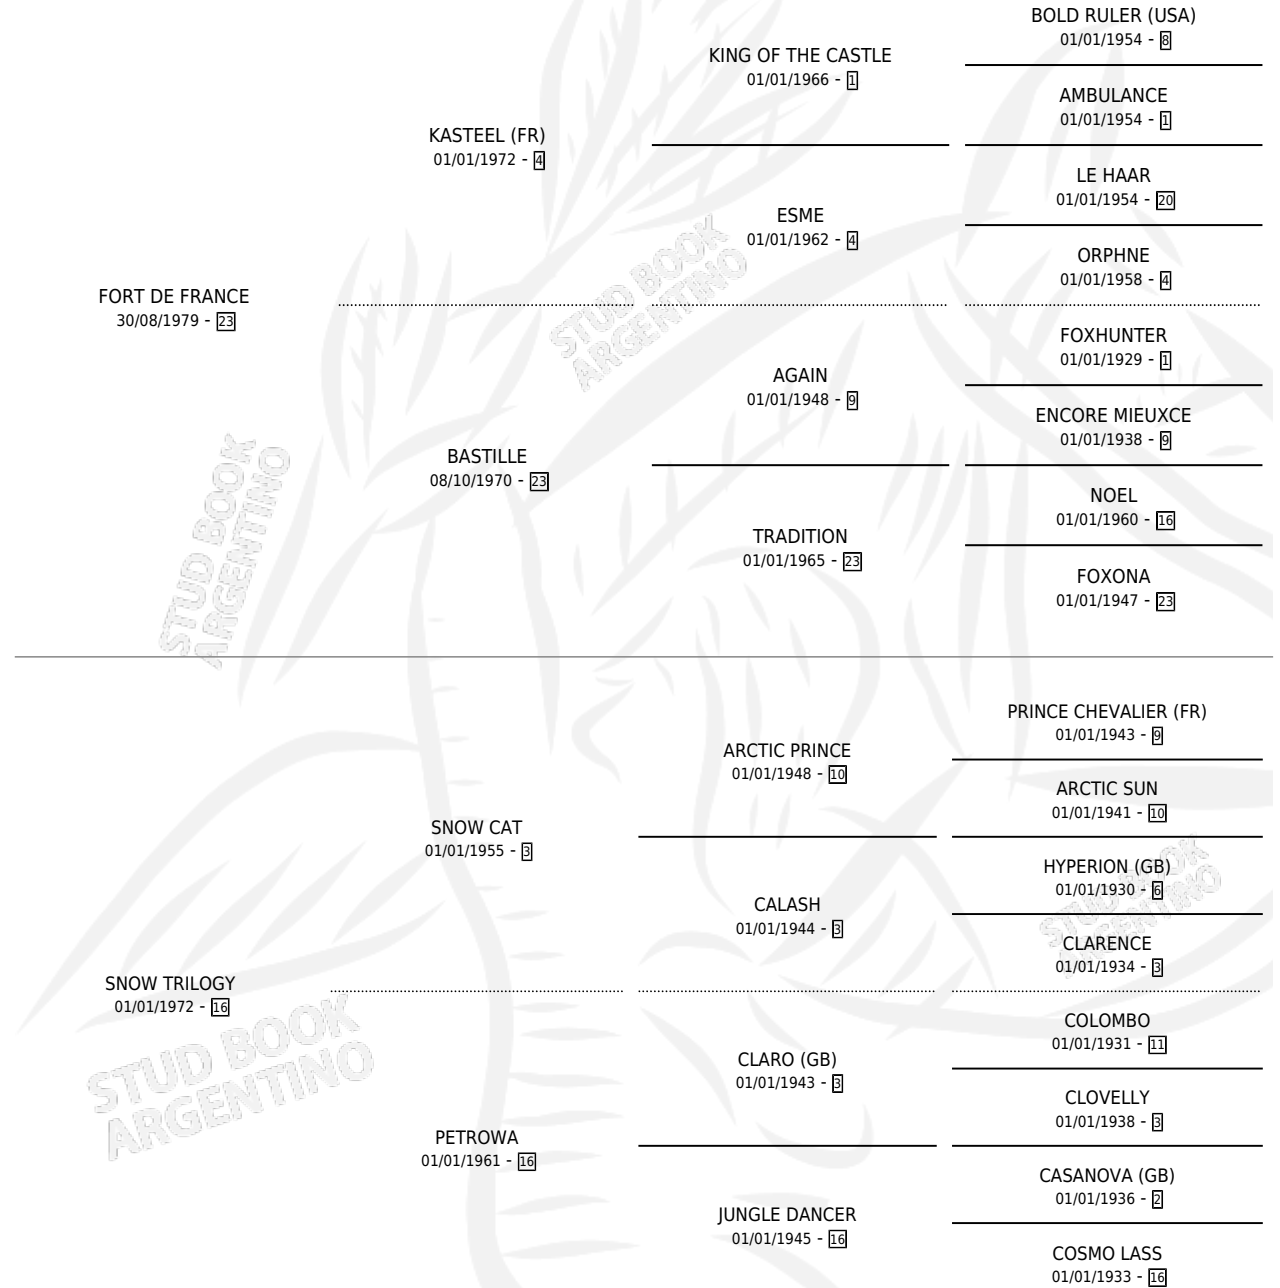 BOLD RULER (USA)
01/01/1954 - 8
KING OF THE CASTLE
01/01/1966 - 1
AMBULANCE
01/01/1954 - 1
KASTEEL (FR)
01/01/1972 - 4
LE HAAR
01/01/1954 - 20
ESME
01/01/1962 - 4
ORPHNE
01/01/1958 - 4
FORT DE FRANCE
30/08/1979 - 23
FOXHUNTER
01/01/1929 - 1
AGAIN
01/01/1948 - 9
ENCORE MIEUXCE
01/01/1938 - 9
BASTILLE
08/10/1970 - 23
NOEL
01/01/1960 - 16
TRADITION
01/01/1965 - 23
FOXONA
01/01/1947 - 23
PRINCE CHEVALIER (FR)
01/01/1943 - 9
ARCTIC PRINCE
01/01/1948 - 10
ARCTIC SUN
01/01/1941 - 10
SNOW CAT
01/01/1955 - 3
HYPERION (GB)
01/01/1930 - 6
CALASH
01/01/1944 - 3
CLARENCE
01/01/1934 - 3
SNOW TRILOGY
01/01/1972 - 16
COLOMBO
01/01/1931 - 11
CLARO (GB)
01/01/1943 - 3
CLOVELLY
01/01/1938 - 3
PETROWA
01/01/1961 - 16
CASANOVA (GB)
01/01/1936 - 2
JUNGLE DANCER
01/01/1945 - 16
COSMO LASS
01/01/1933 - 16
STUD BOOK
ARGENTINO
STUD BOOK
ARGENTINO
STUD BOOK
ARGENTINO
STUD BOOK
ARGENTINO